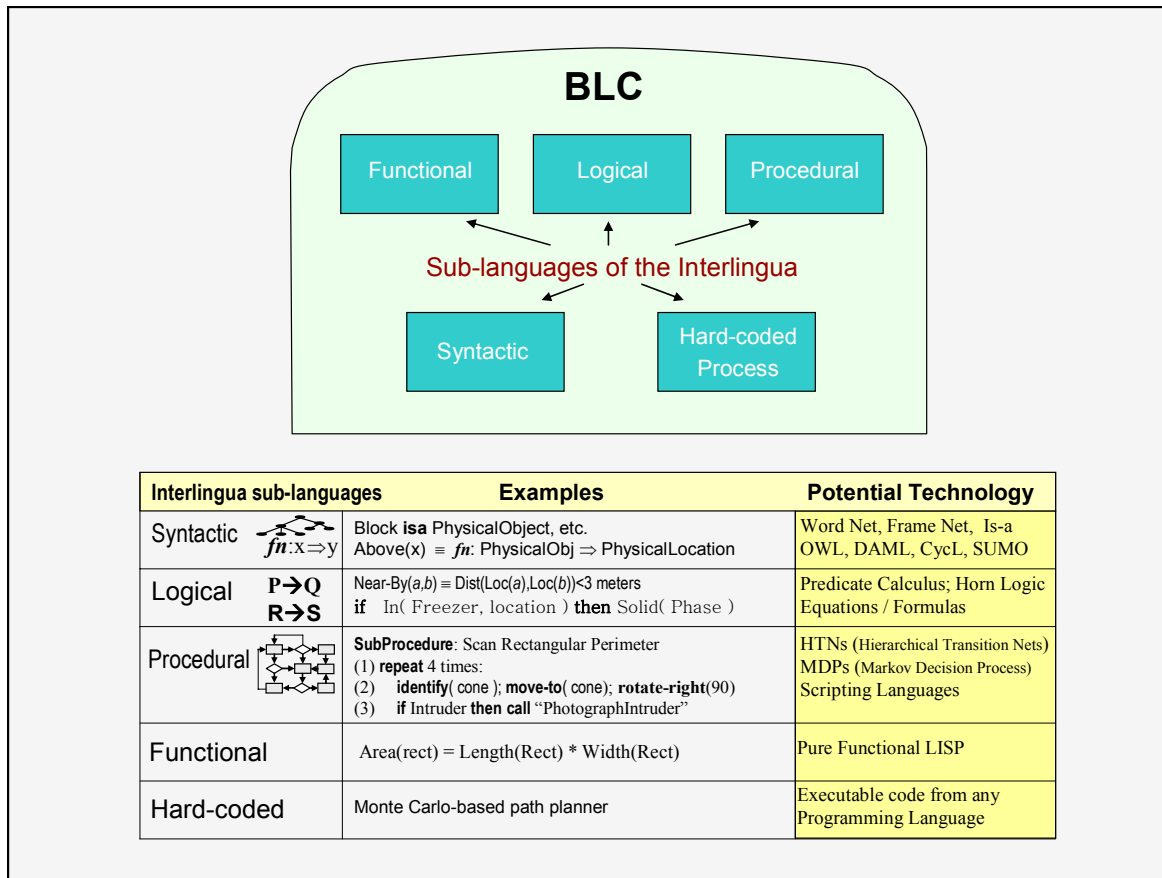 BLC
Functional
Logical
Procedural
Sub-languages of the Interlingua
Syntactic
Hard-coded
Process
Interlingua sub-languages
Examples
Potential Technology
Syntactic
fn:x⇒y
Block isa PhysicalObject, etc.
Above(x) ≡ fn: PhysicalObj ⇒ PhysicalLocation
Word Net, Frame Net, Is-a
OWL, DAML, CycL, SUMO
Logical
P→Q
R→S
Near-By(a,b) ≡ Dist(Loc(a),Loc(b))<3 meters
if In( Freezer, location ) then Solid( Phase )
Predicate Calculus; Horn Logic
Equations / Formulas
Procedural
SubProcedure: Scan Rectangular Perimeter
(1) repeat 4 times:
(2) identify( cone ); move-to( cone); rotate-right(90)
(3) if Intruder then call “PhotographIntruder”
HTNs (Hierarchical Transition Nets)
MDPs (Markov Decision Process)
Scripting Languages
Functional
Area(rect) = Length(Rect) * Width(Rect)
Pure Functional LISP
Hard-coded
Monte Carlo-based path planner
Executable code from any
Programming Language